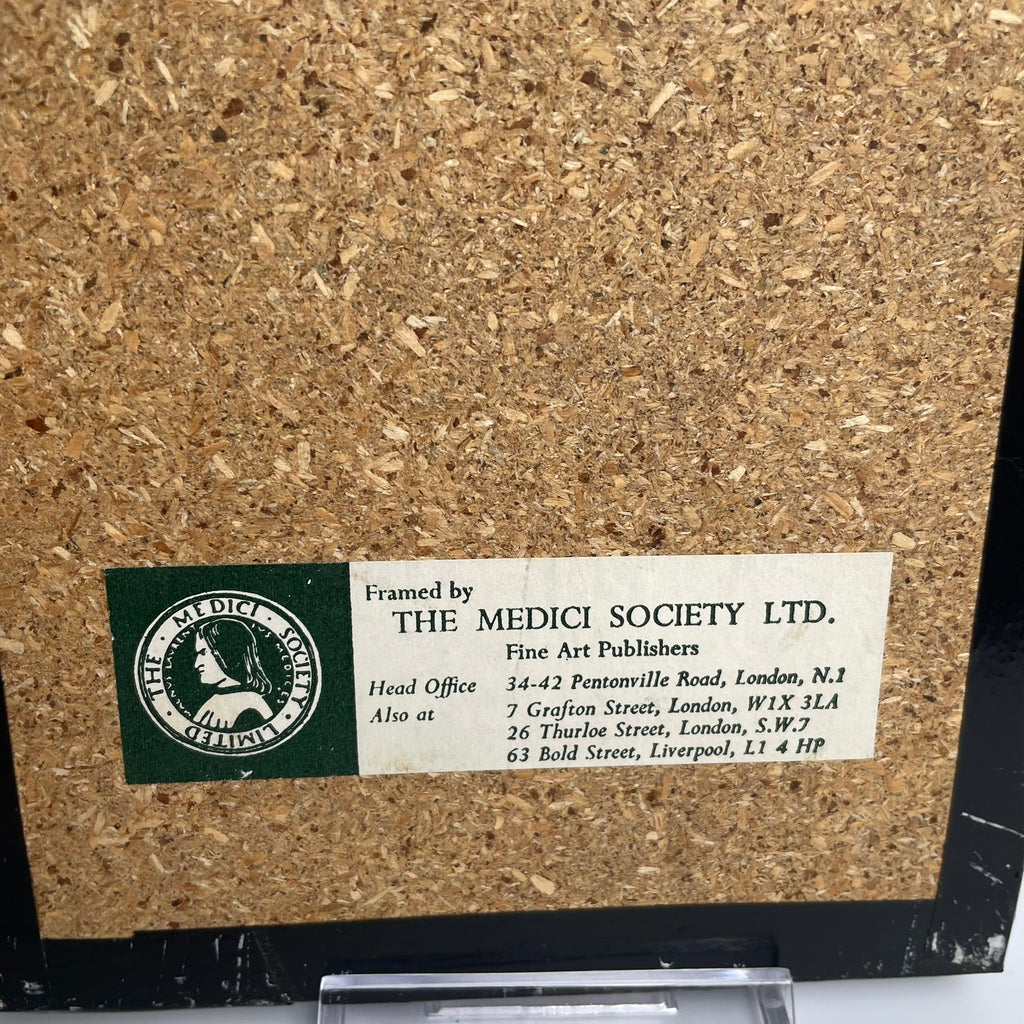 THE · MEDICI · SOCIETY · LIMITED ·
Framed by
THE MEDICI SOCIETY LTD.
Fine Art Publishers
Head Office 34-42 Pentonville Road, London, N.1
Also at 7 Grafton Street, London, W1X 3LA
26 Thurloe Street, London, S.W.7
63 Bold Street, Liverpool, L1 4 HP